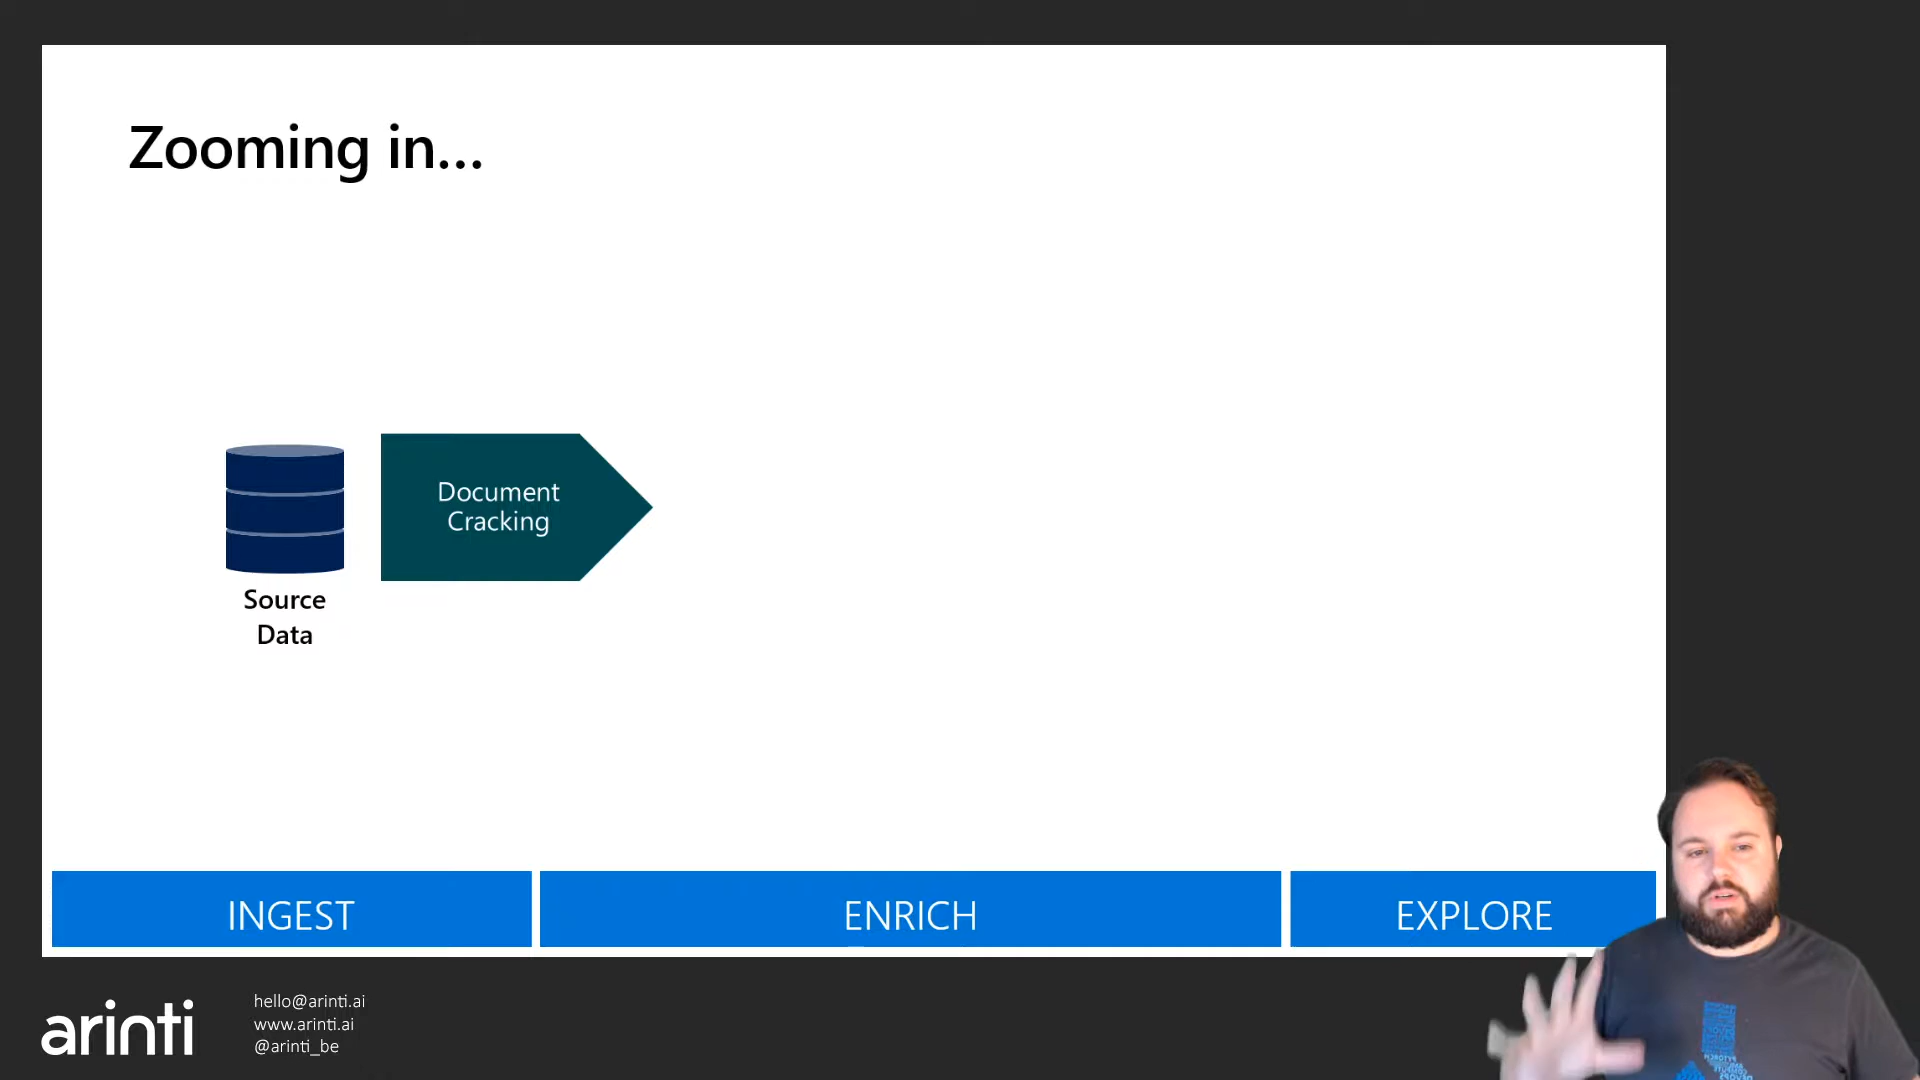 Zooming in...
Document
Cracking
Source
Data
INGEST
ENRICH
EXPLORE
arinti
hello@arinti.ai
www.arinti.ai
@arinti_be